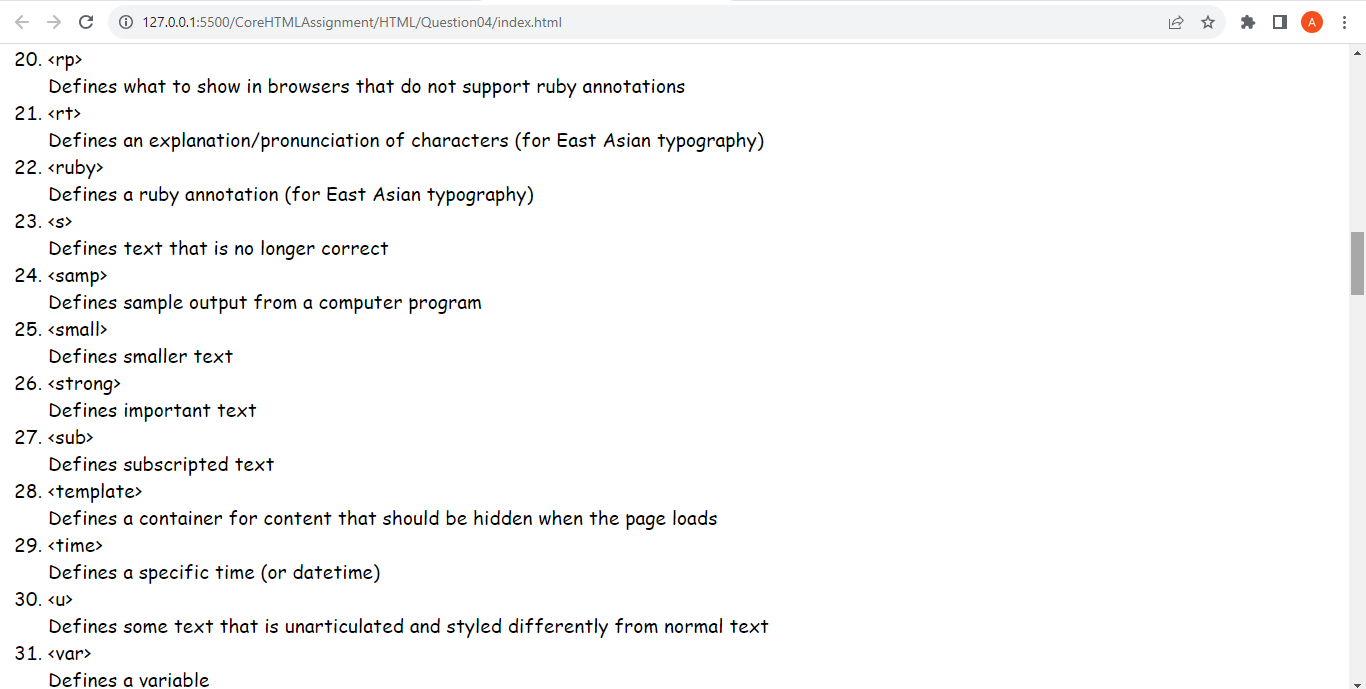 127.0.0.1:5500/CoreHTMLAssignment/HTML/Question04/index.html
A
20. <rp>
Defines what to show in browsers that do not support ruby annotations
21. <rt>
Defines an explanation/pronunciation of characters (for East Asian typography)
22. <ruby>
Defines a ruby annotation (for East Asian typography)
23. <s>
Defines text that is no longer correct
24. <samp>
Defines sample output from a computer program
25. <small>
Defines smaller text
26. <strong>
Defines important text
27. <sub>
Defines subscripted text
28. <template>
Defines a container for content that should be hidden when the page loads
29. <time>
Defines a specific time (or datetime)
30. <u>
Defines some text that is unarticulated and styled differently from normal text
31. <var>
Defines a variable